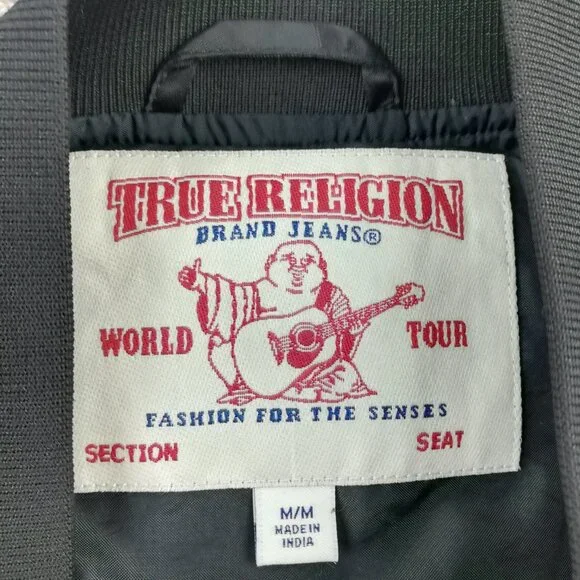 TRUE RELIGION
BRAND JEANS®
WORLD TOUR
FASHION FOR THE SENSES
SECTION SEAT
M/M
MADE IN
INDIA